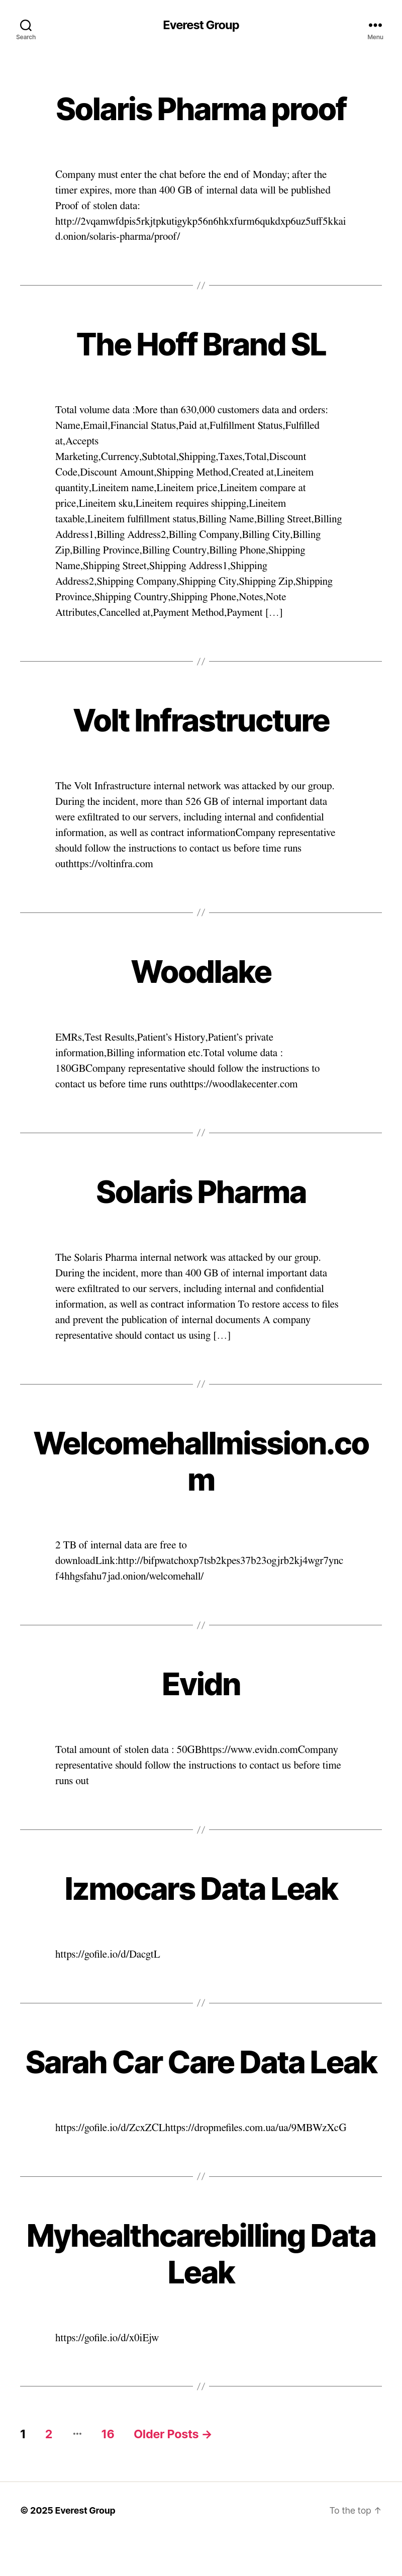 Search
Everest Group
Menu
Solaris Pharma proof
Company must enter the chat before the end of Monday; after the
timer expires, more than 400 GB of internal data will be published
Proof of stolen data:
http://2vqamwfdpis5rkjtpkutigykp56n6hkxfurm6qukdxp6uz5uff5kkai
d.onion/solaris-pharma/proof/
//
The Hoff Brand SL
Total volume data :More than 630,000 customers data and orders:
Name,Email,Financial Status,Paid at,Fulfillment Status,Fulfilled
at,Accepts
Marketing,Currency,Subtotal,Shipping,Taxes,Total,Discount
Code,Discount Amount,Shipping Method,Created at,Lineitem
quantity,Lineitem name,Lineitem price,Lineitem compare at
price,Lineitem sku,Lineitem requires shipping,Lineitem
taxable,Lineitem fulfillment status,Billing Name,Billing Street,Billing
Address1,Billing Address2,Billing Company,Billing City,Billing
Zip,Billing Province,Billing Country,Billing Phone,Shipping
Name,Shipping Street,Shipping Address1,Shipping
Address2,Shipping Company,Shipping City,Shipping Zip,Shipping
Province,Shipping Country,Shipping Phone,Notes,Note
Attributes,Cancelled at,Payment Method,Payment […]
//
Volt Infrastructure
The Volt Infrastructure internal network was attacked by our group.
During the incident, more than 526 GB of internal important data
were exfiltrated to our servers, including internal and confidential
information, as well as contract informationCompany representative
should follow the instructions to contact us before time runs
outhttps://voltinfra.com
//
Woodlake
EMRs,Test Results,Patient's History,Patient's private
information,Billing information etc.Total volume data :
180GBCompany representative should follow the instructions to
contact us before time runs outhttps://woodlakecenter.com
//
Solaris Pharma
The Solaris Pharma internal network was attacked by our group.
During the incident, more than 400 GB of internal important data
were exfiltrated to our servers, including internal and confidential
information, as well as contract information To restore access to files
and prevent the publication of internal documents A company
representative should contact us using […]
//
Welcomehallmission.co
m
2 TB of internal data are free to
downloadLink:http://bifpwatchoxp7tsb2kpes37b23ogjrb2kj4wgr7ync
f4hhgsfahu7jad.onion/welcomehall/
//
Evidn
Total amount of stolen data : 50GBhttps://www.evidn.comCompany
representative should follow the instructions to contact us before time
runs out
//
Izmocars Data Leak
https://gofile.io/d/DacgtL
//
Sarah Car Care Data Leak
https://gofile.io/d/ZcxZCLhttps://dropmefiles.com.ua/ua/9MBWzXcG
//
Myhealthcarebilling Data
Leak
https://gofile.io/d/x0iEjw
//
1 2 … 16 Older Posts →
© 2025 Everest Group
To the top ↑